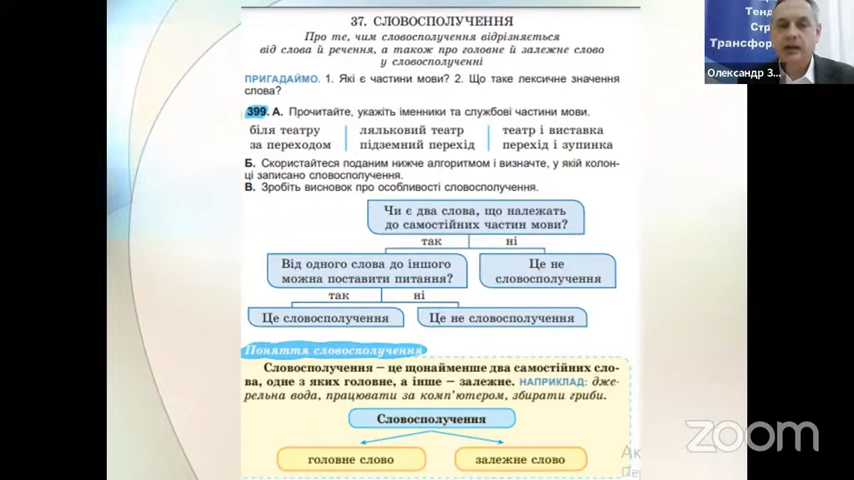 37. СЛОВОСПОЛУЧЕННЯ
Про те, чим словосполучення відрізняється
від слова й речення, а також про головне й залежне слово
у словосполученні
ПРИГАДАЙМО. 1. Які є частини мови? 2. Що таке лексичне значення
слова?
399. А. Прочитайте, укажіть іменники та службові частини мови.
біля театру ляльковий театр театр і виставка
за переходом підземний перехід перехід і зупинка
Б. Скористайтеся поданим нижче алгоритмом і визначте, у якій колон-
ці записано словосполучення.
В. Зробіть висновок про особливості словосполучення.
Чи є два слова, що належать
до самостійних частин мови?
так ні
Від одного слова до іншого
можна поставити питання?
Це не
словосполучення
так ні
Це словосполучення Це не словосполучення
Поняття словосполучення
Словосполучення – це щонайменше два самостійних сло-
ва, одне з яких головне, а інше – залежне. НАПРИКЛАД: дже-
рельна вода, працювати за комп’ютером, збирати гриби.
Словосполучення
головне слово залежне слово
Тенд
Стр
Трансфор
Олександр З...
zoom